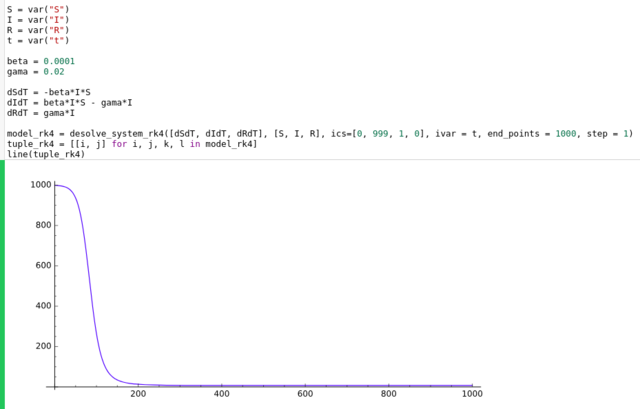 S = var("S")
I = var("I")
R = var("R")
t = var("t")
beta = 0.0001
gama = 0.02
dSdT = -beta*I*S
dIdT = beta*I*S - gama*I
dRdT = gama*I
model_rk4 = desolve_system_rk4([dSdT, dIdT, dRdT], [S, I, R], ics=[0, 999, 1, 0], ivar = t, end_points = 1000, step = 1)
tuple_rk4 = [[i, j] for i, j, k, l in model_rk4]
line(tuple_rk4)
1000
800
600
400
200
200 400 600 800 1000